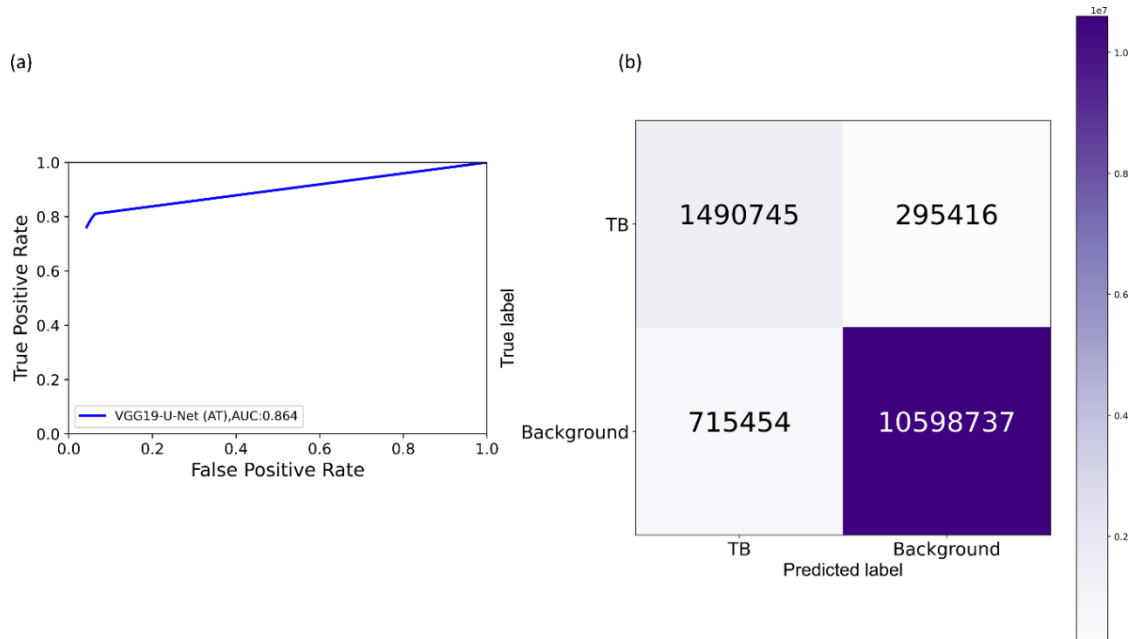 (a)
True Positive Rate
1.0
0.8
0.6
0.4
0.2
0.0
VGG19-U-Net (AT),AUC:0.864
0.0 0.2 0.4 0.6 0.8 1.0
False Positive Rate
(b)
True label
TB 1490745 295416
Background 715454 10598737
TB Background
Predicted label
1e7
1.0
0.8
0.6
0.4
0.2